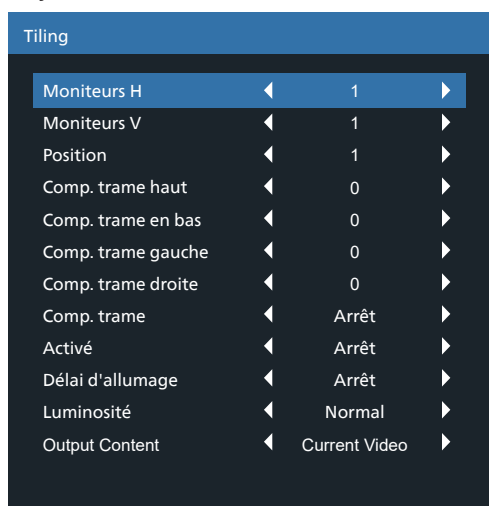 Tiling
Moniteurs H 1
Moniteurs V 1
Position 1
Comp. trame haut 0
Comp. trame en bas 0
Comp. trame gauche 0
Comp. trame droite 0
Comp. trame Arrêt
Activé Arrêt
Délai d'allumage Arrêt
Luminosité Normal
Output Content Current Video